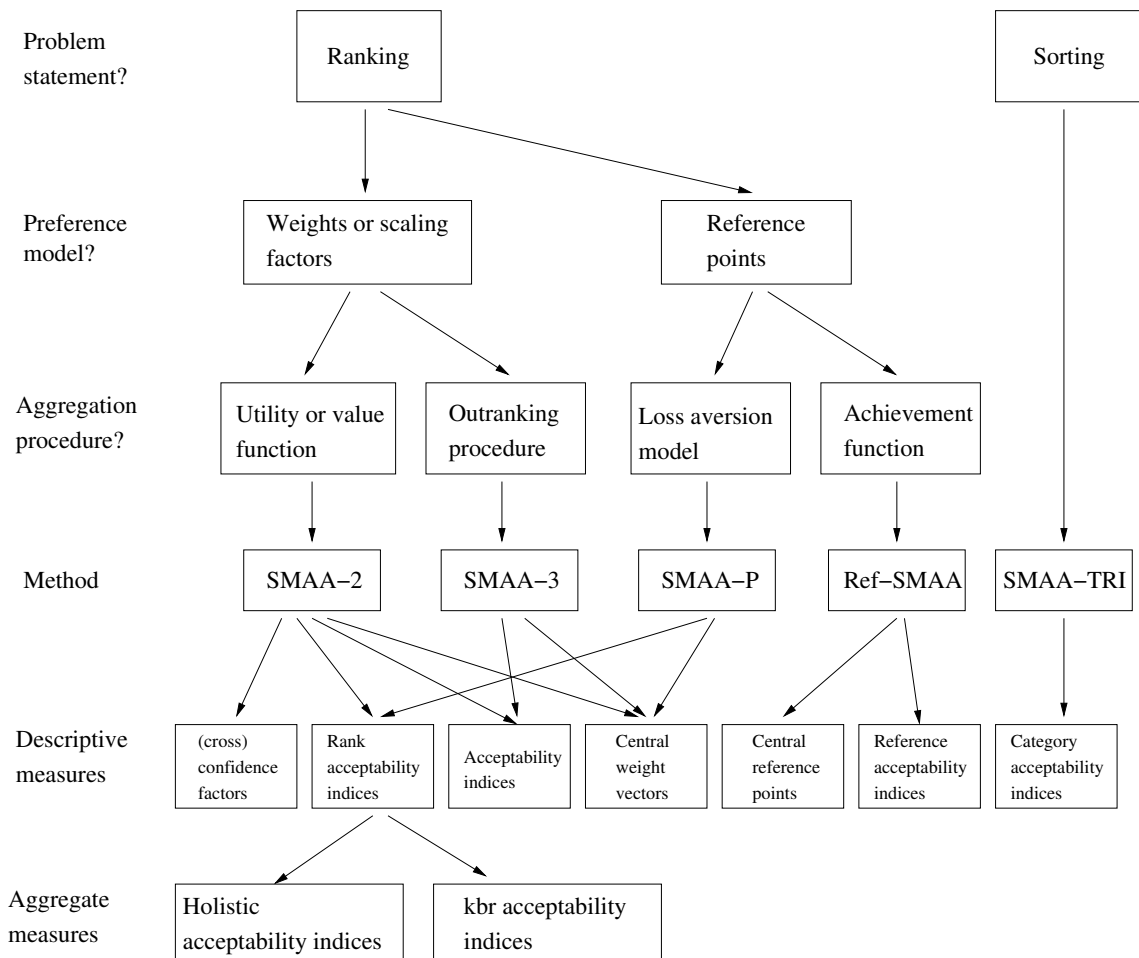 Problem
statement?
Ranking
Sorting
Preference
model?
Weights or scaling
factors
Reference
points
Aggregation
procedure?
Utility or value
function
Outranking
procedure
Loss aversion
model
Achievement
function
Method
SMAA−2
SMAA−3
SMAA−P
Ref−SMAA
SMAA−TRI
Descriptive
measures
(cross)
confidence
factors
Rank
acceptability
indices
Acceptability
indices
Central
weight
vectors
Central
reference
points
Reference
acceptability
indices
Category
acceptability
indices
Aggregate
measures
Holistic
acceptability indices
kbr acceptability
indices